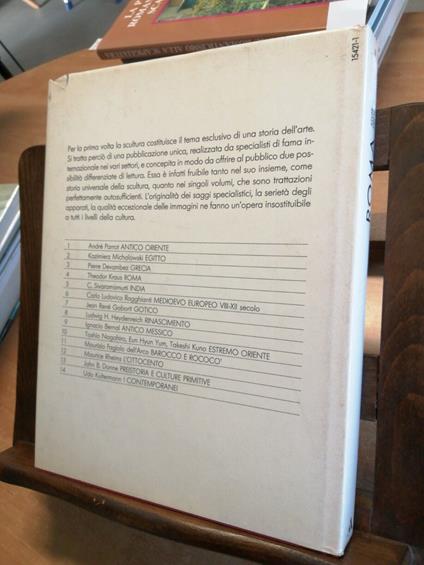 Per la prima volta la scultura costituisce il tema esclusivo di una storia dell'arte.
Si tratta perciò di una pubblicazione unica, realizzata da specialisti di fama in-
ternazionale nei vari settori, e concepita in modo da offrire al pubblico due pos-
sibilità differenziate di lettura. Essa è infatti fruibile tanto nel suo insieme, come
storia universale della scultura, quanto nei singoli volumi, che sono trattazioni
perfettamente autosufficienti. L'originalità dei saggi specialistici, la serietà degli
apparati, la qualità eccezionale delle immagini ne fanno un'opera insostituibile
a tutti i livelli della cultura.
1 André Parrot ANTICO ORIENTE
2 Kazimierz Michalowski EGITTO
3 Pierre Devambez GRECIA
4 Theodor Kraus ROMA
5 C. Sivaramamurti INDIA
6 Carlo Ludovico Ragghianti MEDIOEVO EUROPEO VIII-XII secolo
7 Jean René Gaborit GOTICO
8 Ludwig H. Heydenreich RINASCIMENTO
9 Ignacio Bernal ANTICO MESSICO
10 Toshio Nagahiro, Eun Hyun Yum, Takeshi Kuno ESTREMO ORIENTE
11 Maurizio Fagiolo dell'Arco BAROCCO E ROCOCO'
12 Maurice Rheims L'OTTOCENTO
13 John B. Donne PREISTORIA E CULTURE PRIMITIVE
14 Udo Kultermann I CONTEMPORANEI
15421-1
ROMA